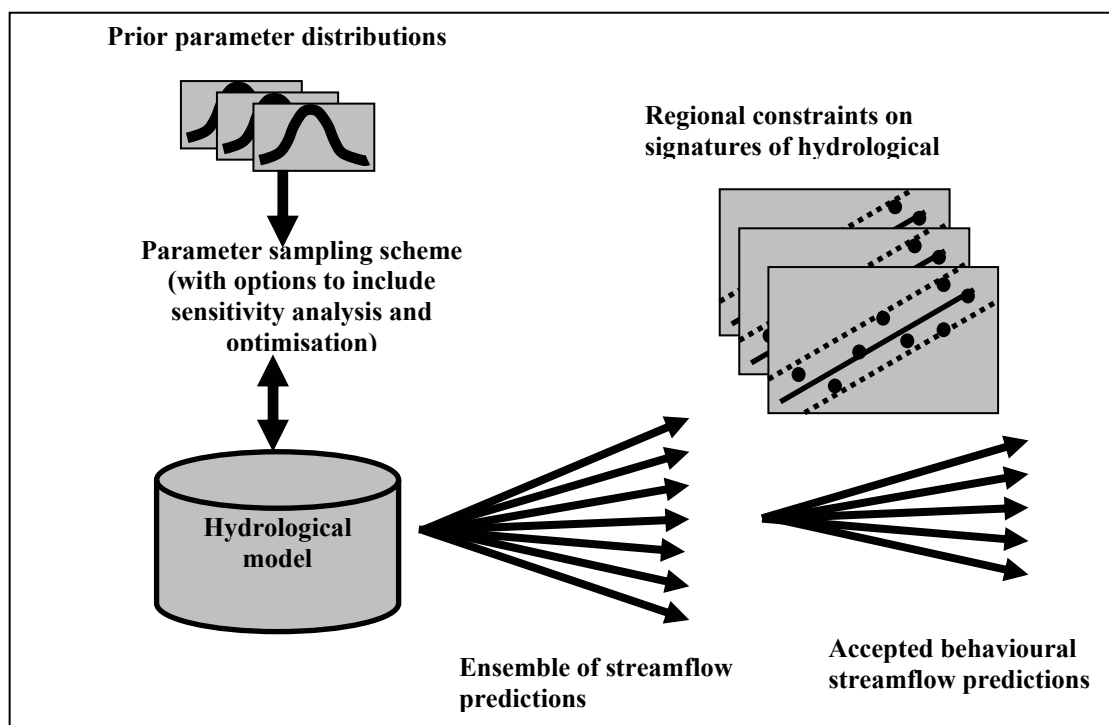 Prior parameter distributions
Regional constraints on
signatures of hydrological
Parameter sampling scheme
(with options to include
sensitivity analysis and
optimisation)
Hydrological
model
Ensemble of streamflow
predictions
Accepted behavioural
streamflow predictions